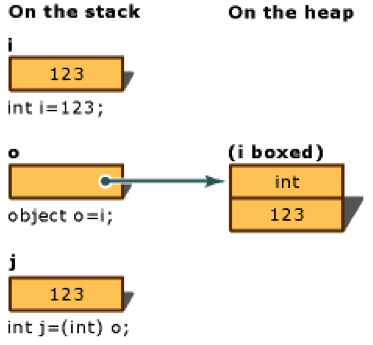 On the stack
On the heap
i
123
int i=123;
o
(i boxed)
int
object o=i;
123
j
123
int j=(int) o;